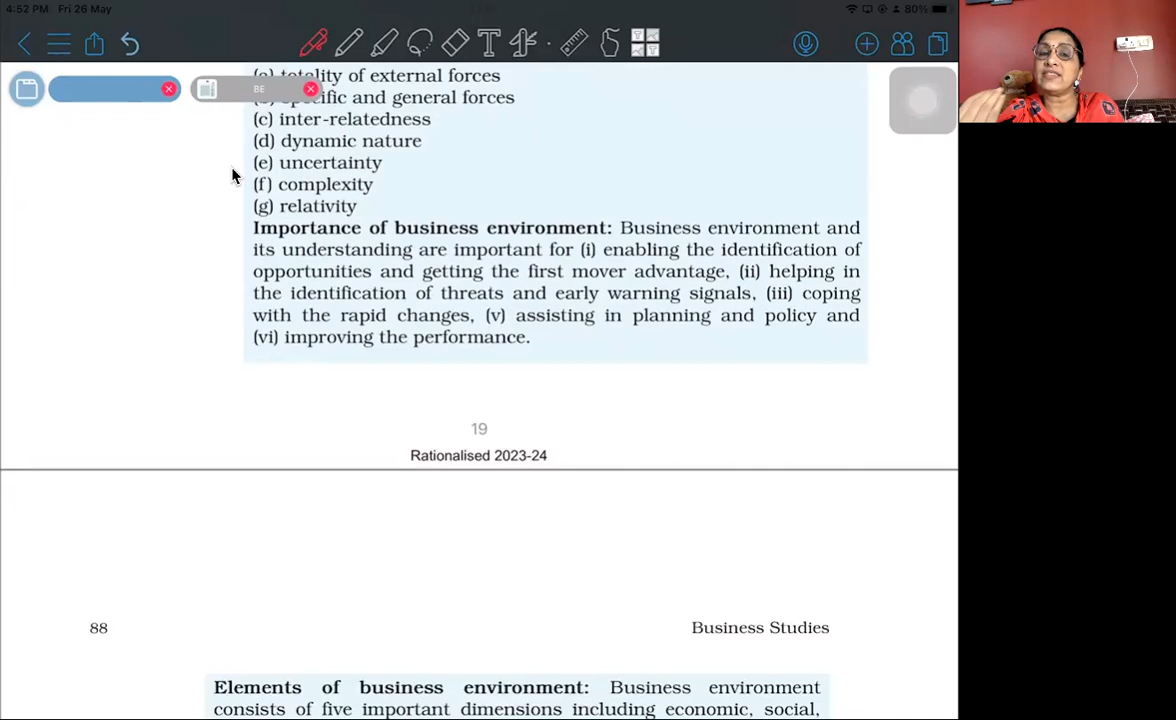 4:52 PM Fri 26 May
80%
BE
totality of external forces
and general forces
(c) inter-relatedness
(d) dynamic nature
(e) uncertainty
(f) complexity
(g) relativity
Importance of business environment: Business environment and
its understanding are important for (i) enabling the identification of
opportunities and getting the first mover advantage, (ii) helping in
the identification of threats and early warning signals, (iii) coping
with the rapid changes, (v) assisting in planning and policy and
(vi) improving the performance.
19
Rationalised 2023-24
88
Business Studies
Elements of business environment: Business environment
consists of five important dimensions including economic, social,